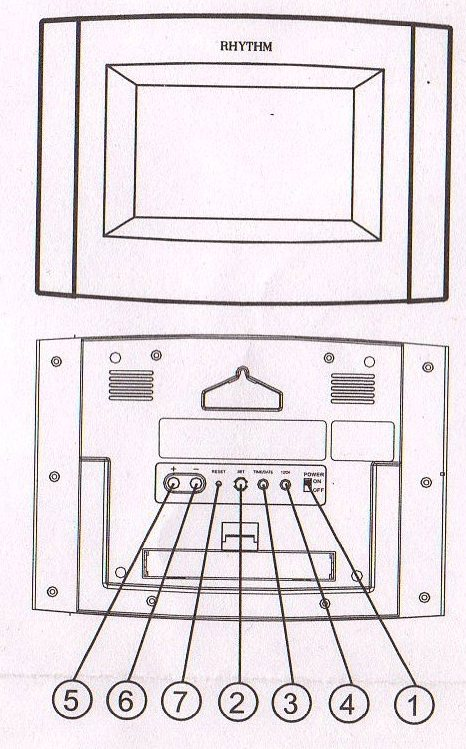 RHYTHM
+ − RESET SET TIME/DATE 12/24 POWER
ON
OFF
5 6 7 2 3 4 1